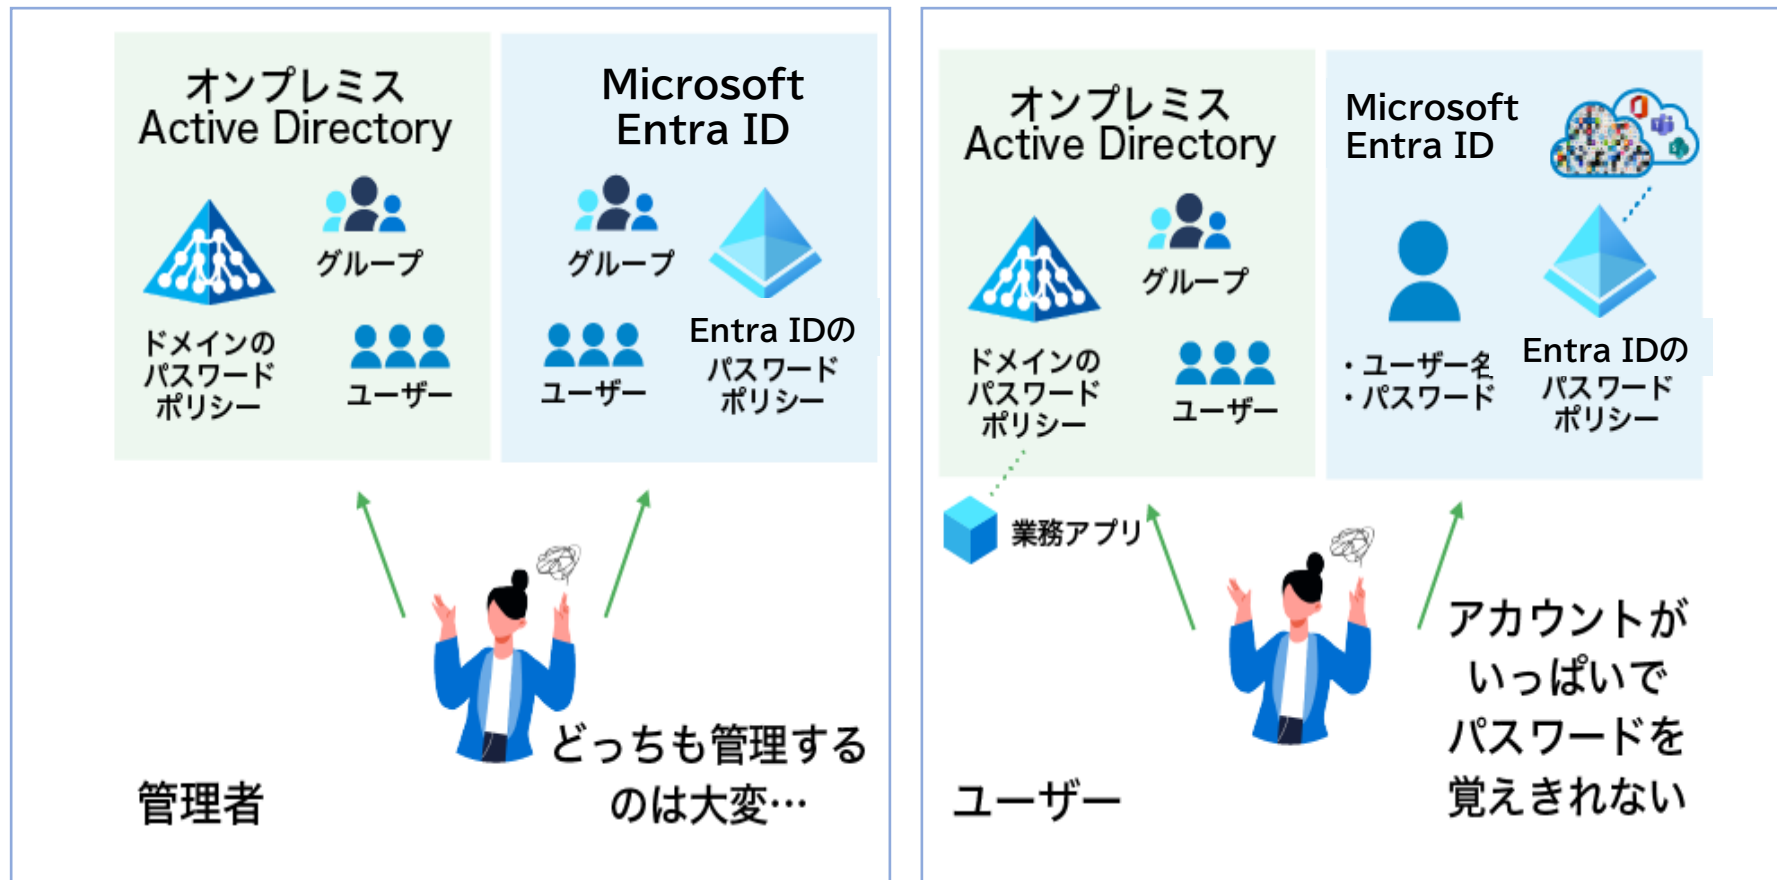 オンプレミス
Active Directory
Microsoft
Entra ID
グループ
グループ
ドメインの
パスワード
ポリシー
ユーザー
ユーザー
Entra IDの
パスワード
ポリシー
どっちも管理する
のは大変…
管理者
オンプレミス
Active Directory
Microsoft
Entra ID
グループ
ドメインの
パスワード
ポリシー
ユーザー
・ユーザー名
・パスワード
Entra IDの
パスワード
ポリシー
業務アプリ
アカウントが
いっぱいで
パスワードを
覚えきれない
ユーザー